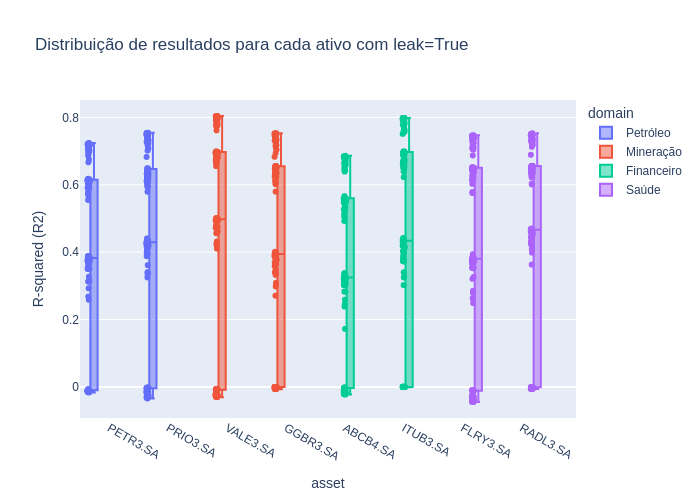 Distribuição de resultados para cada ativo com leak=True
domain
Petróleo
Mineração
Financeiro
Saúde
R-squared (R2)
0.8
0.6
0.4
0.2
0
PETR3.SA
PRIO3.SA
VALE3.SA
GGBR3.SA
ABCB4.SA
ITUB3.SA
FLRY3.SA
RADL3.SA
asset